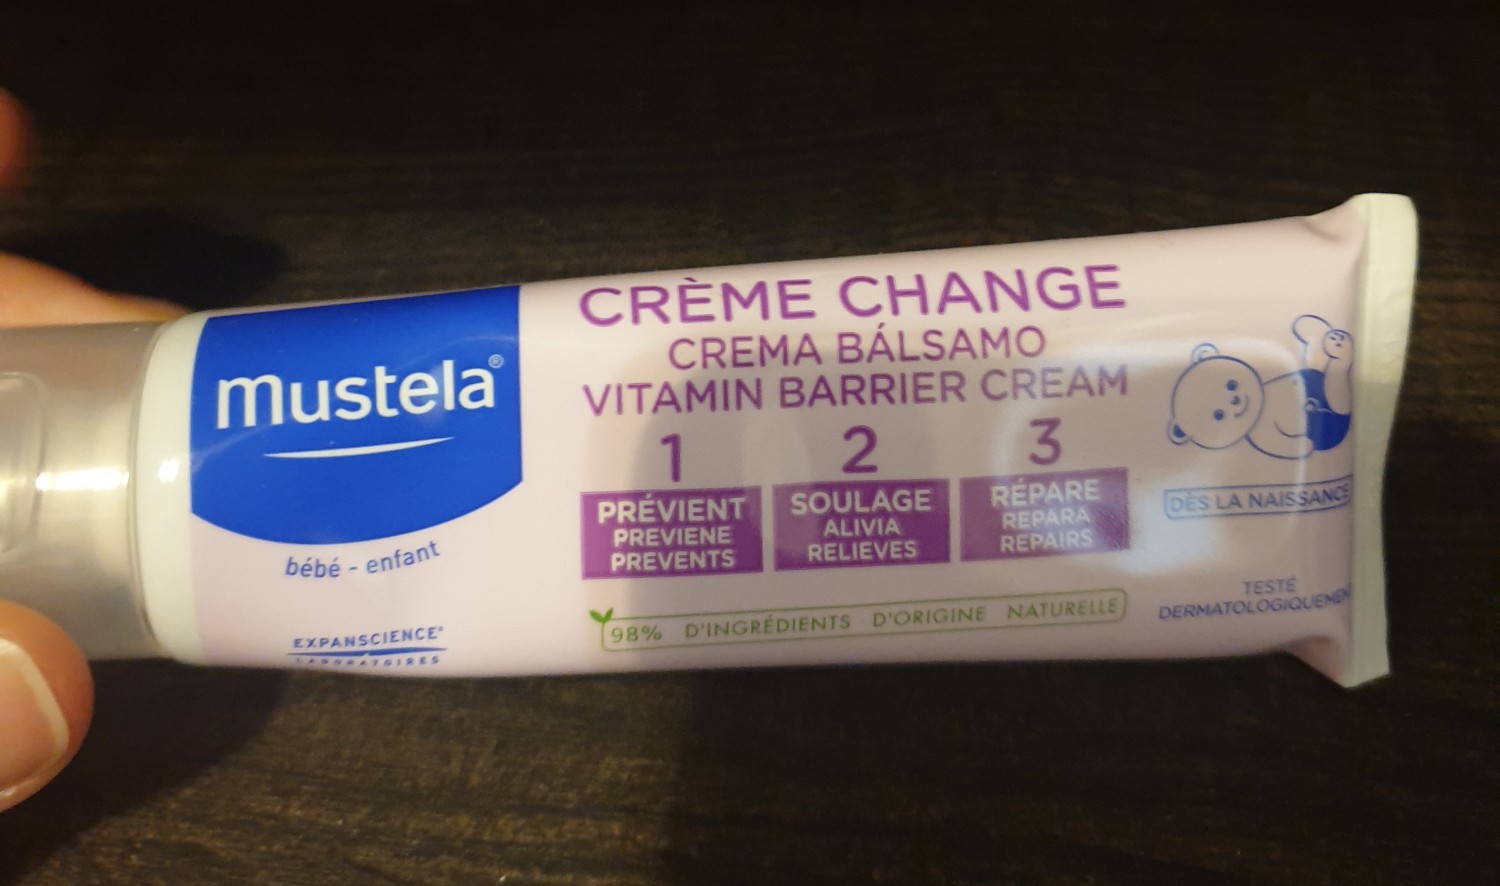 mustela®
bébé - enfant
EXPANSCIENCE®
LABORATOIRES
CRÈME CHANGE
CREMA BÁLSAMO
VITAMIN BARRIER CREAM
1
PRÉVIENT
PREVIENE
PREVENTS
2
SOULAGE
ALIVIA
RELIEVES
3
RÉPARE
REPARA
REPAIRS
98% D'INGRÉDIENTS D'ORIGINE NATURELLE
DÈS LA NAISSANCE
TESTÉ
DERMATOLOGIQUEMEN